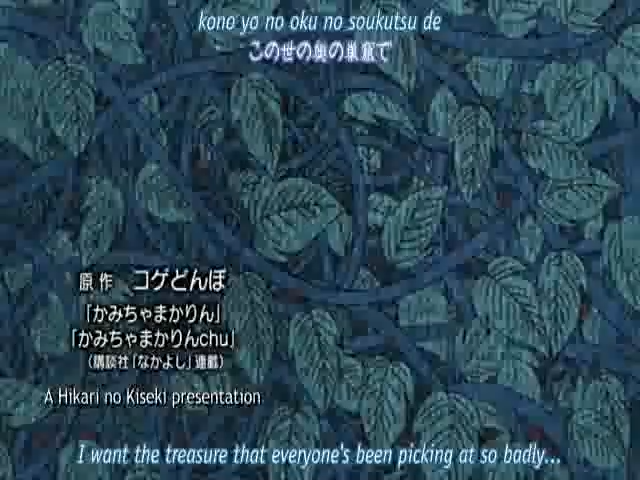 kono yo no oku no soukutsu de
この世の奥の巣窟で
原作 コゲどんぼ
「かみちゃまかりん」
「かみちゃまかりんchu」
(講談社「なかよし」連載)
A Hikari no Kiseki presentation
I want the treasure that everyone's been picking at so badly...